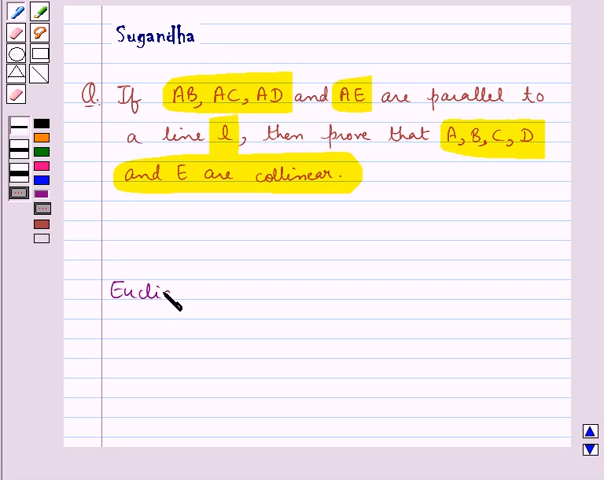 Sugandha
Q. If AB, AC, AD and AE are parallel to
a line l, then prove that A, B, C, D
and E are collinear.
Eucli